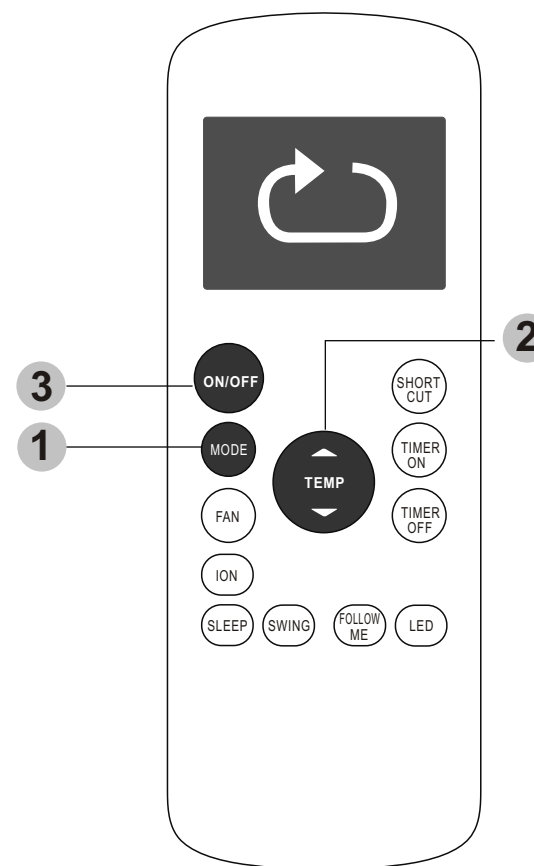 2
3
ON/OFF
SHORT
CUT
1
MODE
TEMP
TIMER
ON
FAN
TIMER
OFF
ION
SLEEP
SWING
FOLLOW
ME
LED